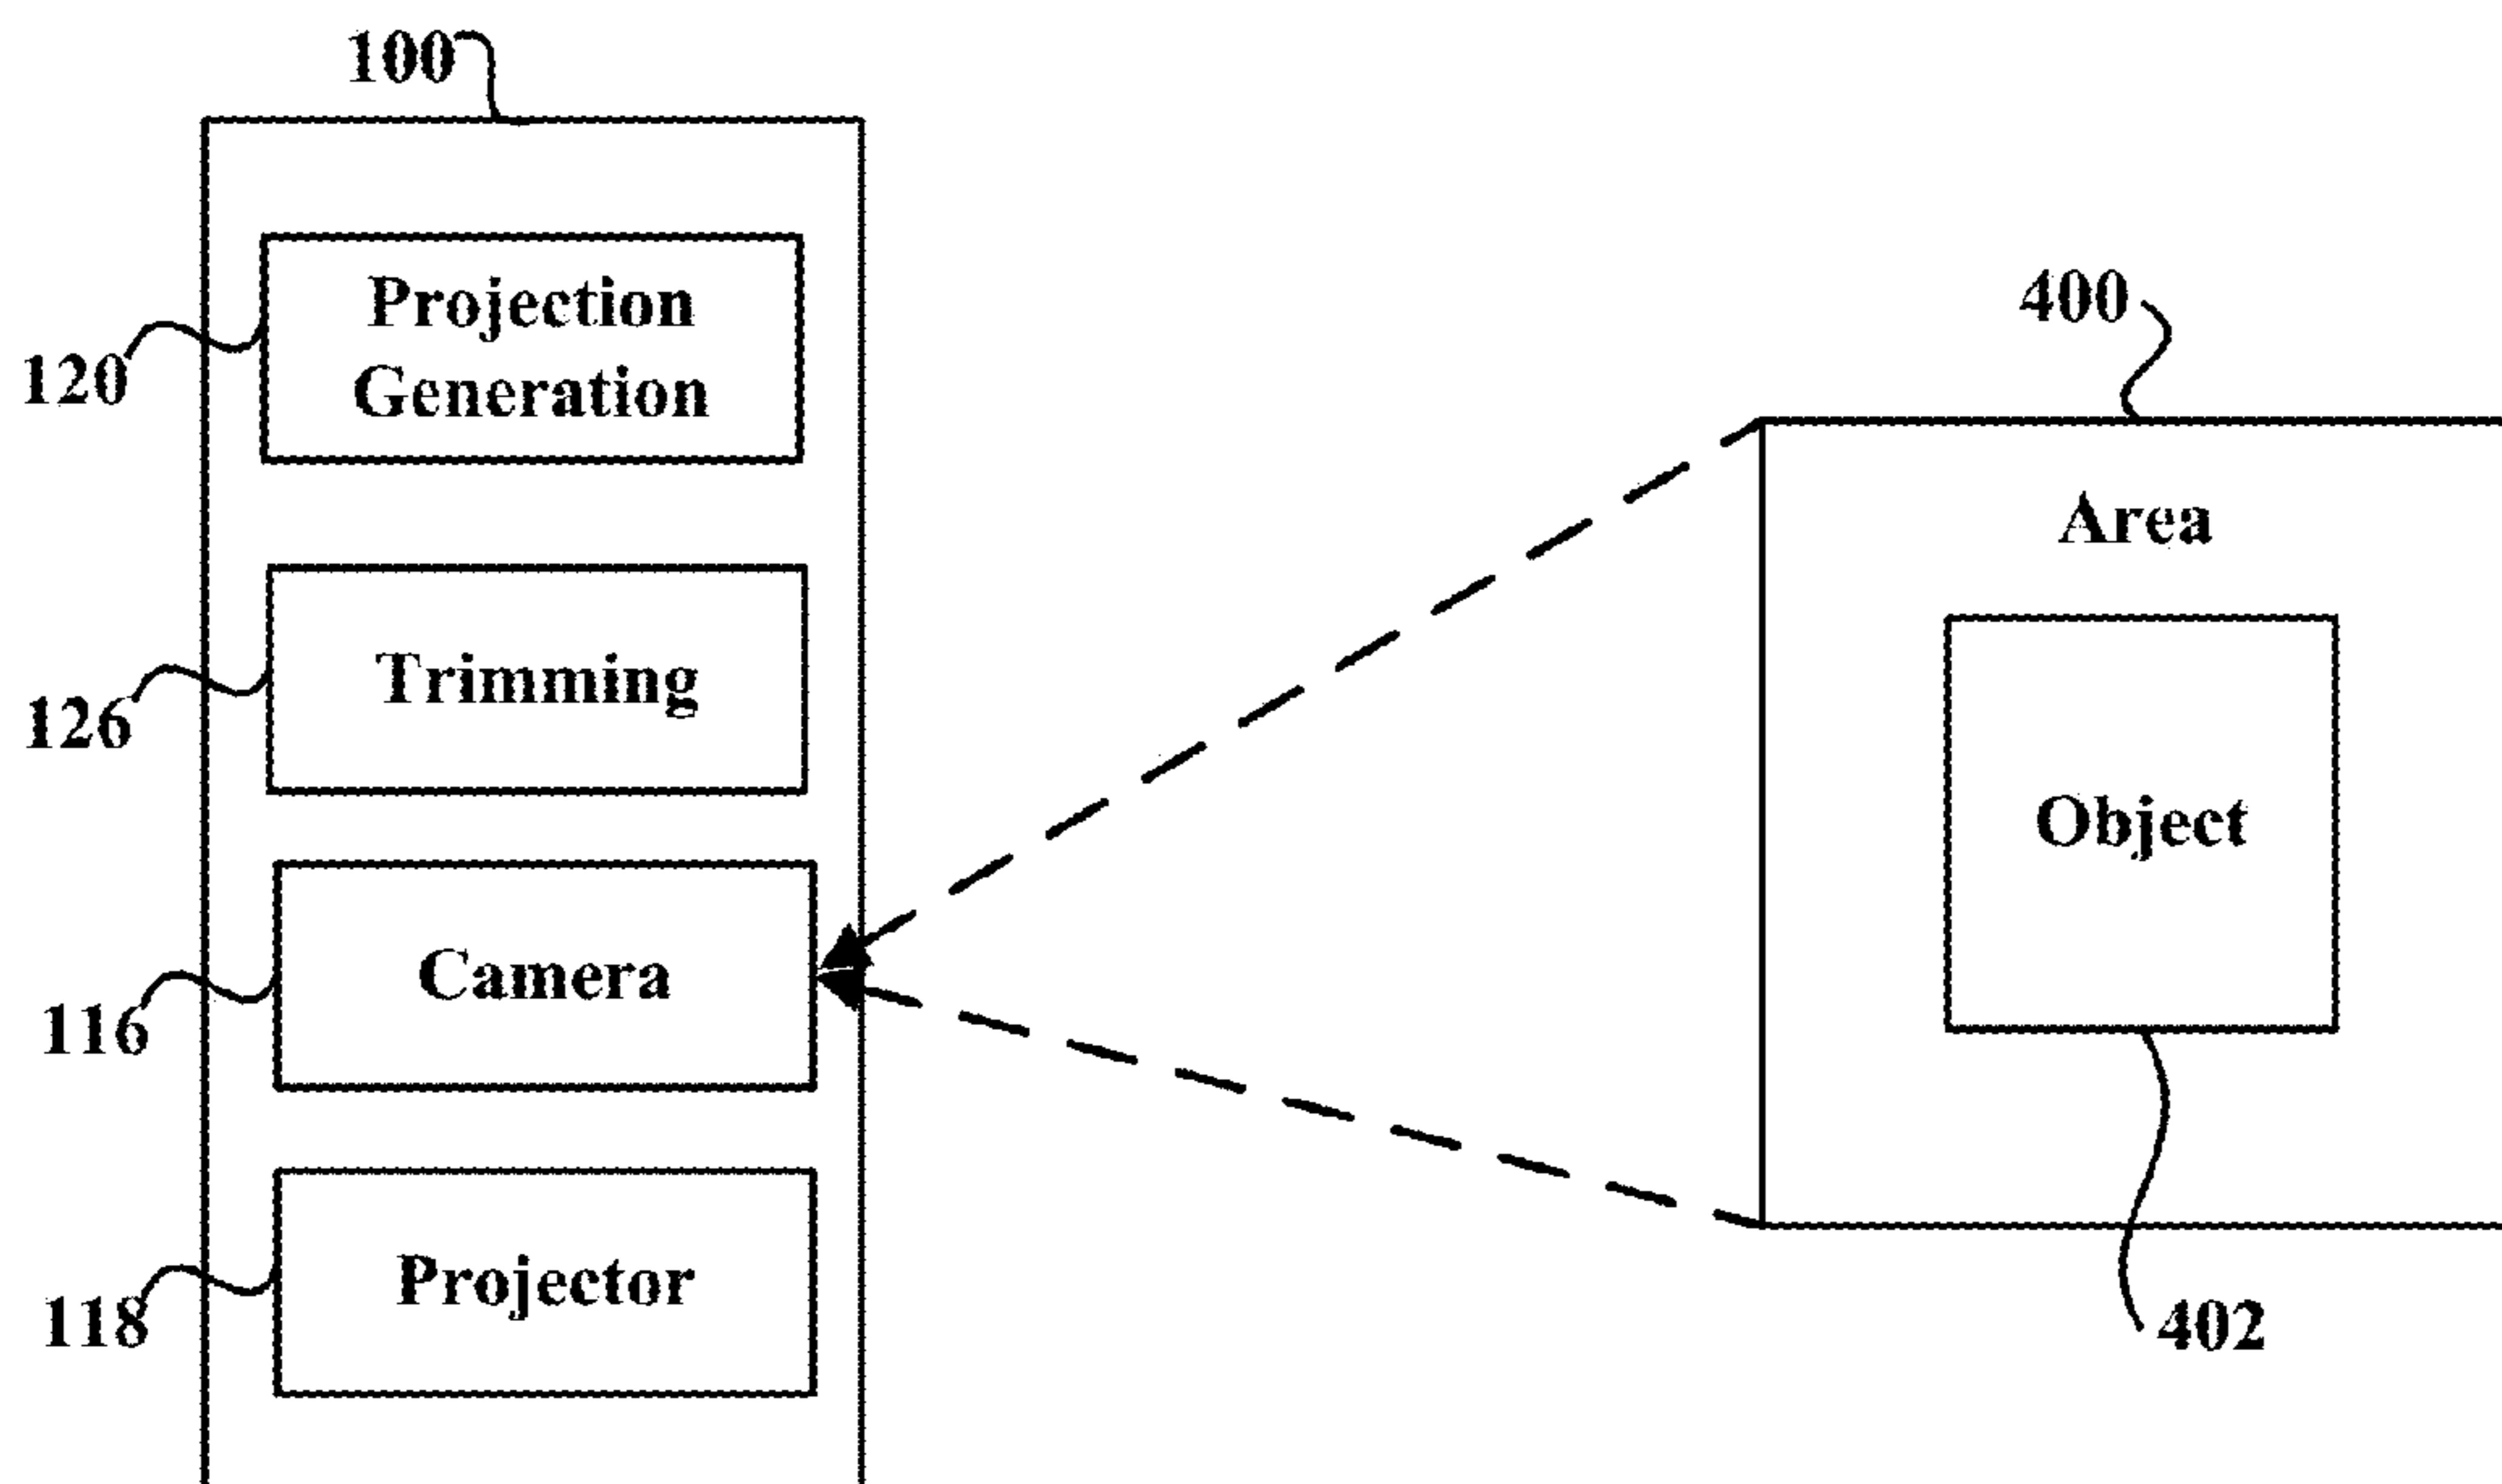 100
Projection
Generation
120
Trimming
126
Camera
116
Projector
118
400
Area
Object
402